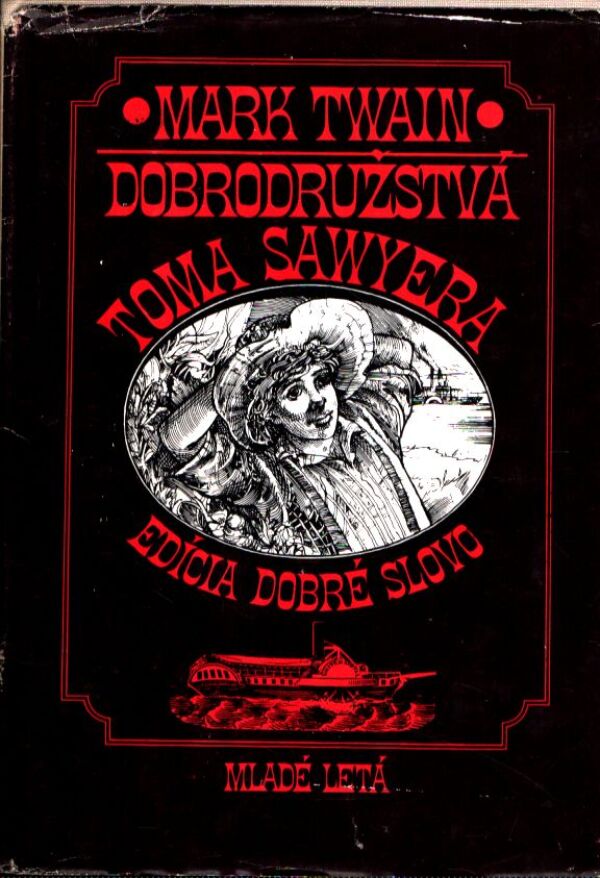 MARK TWAIN
DOBRODRUŽSTVÁ
TOMA SAWYERA
EDÍCIA DOBRÉ SLOVO
MLADÉ LETÁ